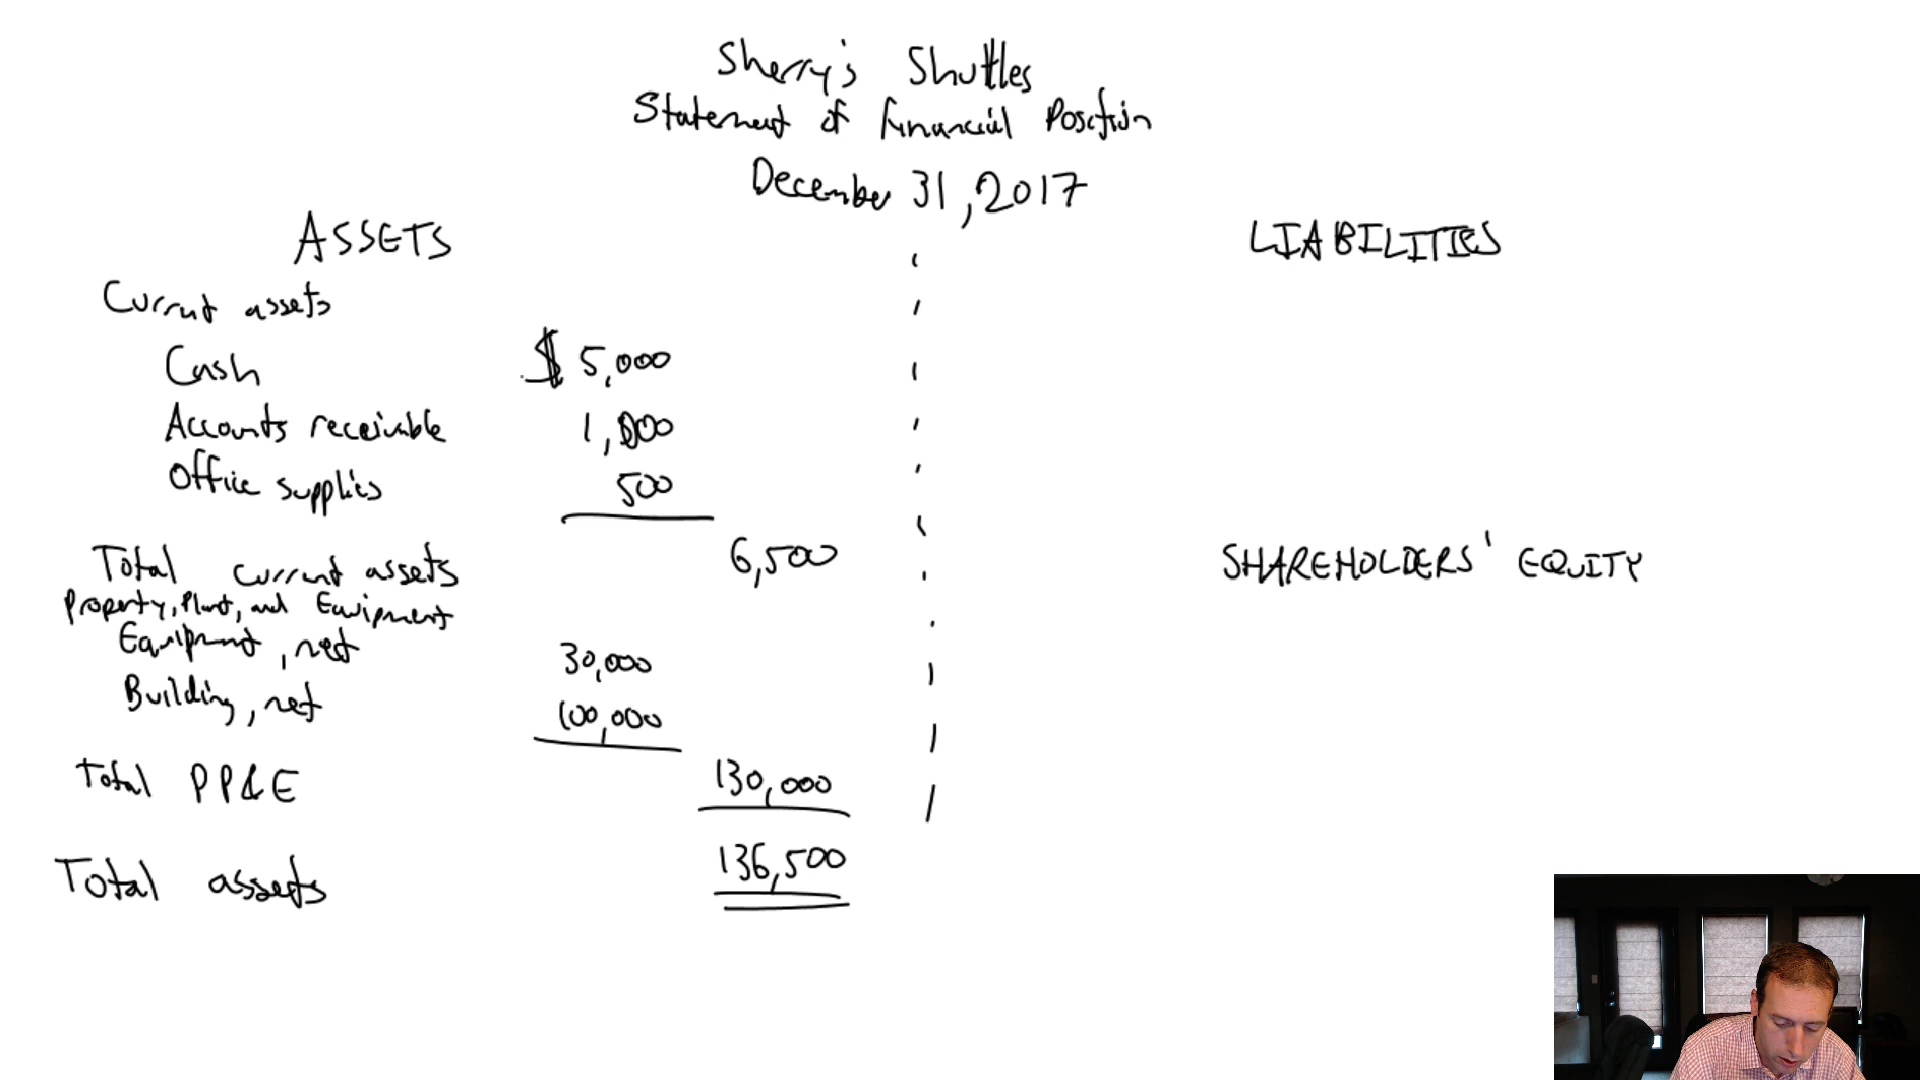 Sherry's Shuttles
Statement of Financial Position
December 31, 2017
ASSETS
Current assets
Cash $ 5,000
Accounts receivable 1,000
Office supplies 500
Total current assets 6,500
Property, Plant, and Equipment
Equipment, net 30,000
Building, net 100,000
Total PP&E 130,000
Total assets 136,500
LIABILITIES
SHAREHOLDERS' EQUITY